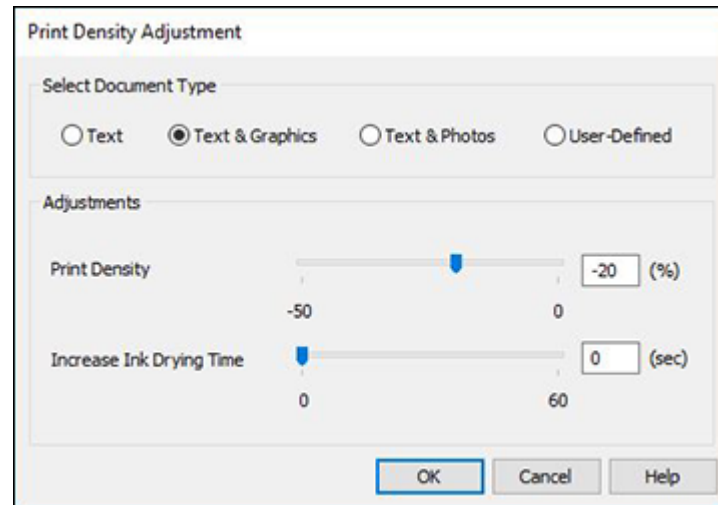 Print Density Adjustment
Select Document Type
Text Text & Graphics Text & Photos User-Defined
Adjustments
Print Density -20 (%)
-50 0
Increase Ink Drying Time 0 (sec)
0 60
OK Cancel Help